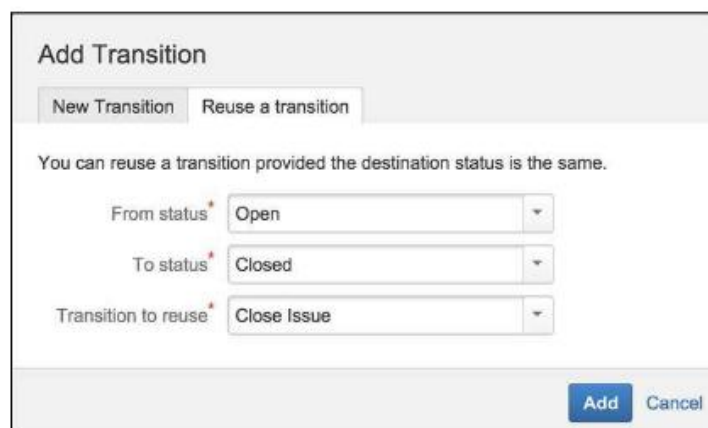 Add Transition
New Transition Reuse a transition
You can reuse a transition provided the destination status is the same.
From status* Open
To status* Closed
Transition to reuse* Close Issue
Add Cancel